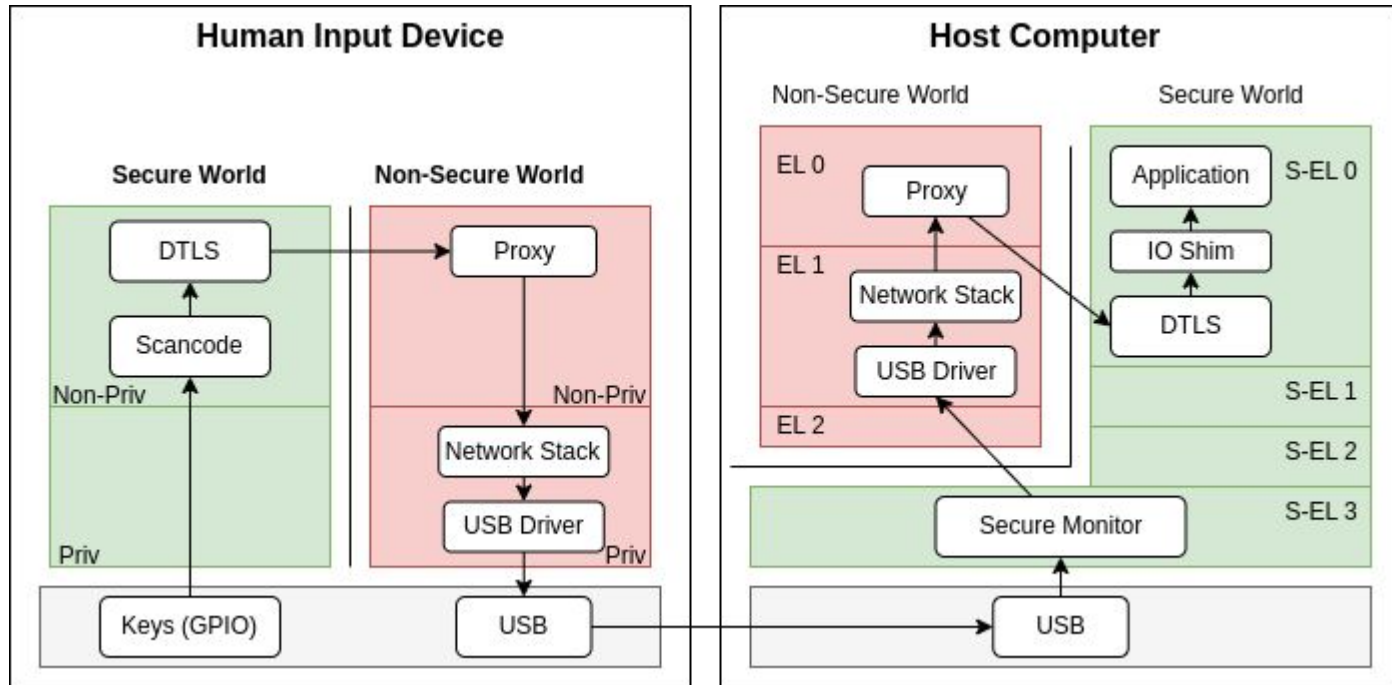 Human Input Device
Secure World
Non-Secure World
DTLS
Proxy
Scancode
Non-Priv
Non-Priv
Network Stack
USB Driver
Priv
Priv
Keys (GPIO)
USB
Host Computer
Non-Secure World
Secure World
EL 0
Proxy
Application
S-EL 0
IO Shim
EL 1
Network Stack
DTLS
USB Driver
S-EL 1
EL 2
S-EL 2
Secure Monitor
S-EL 3
USB